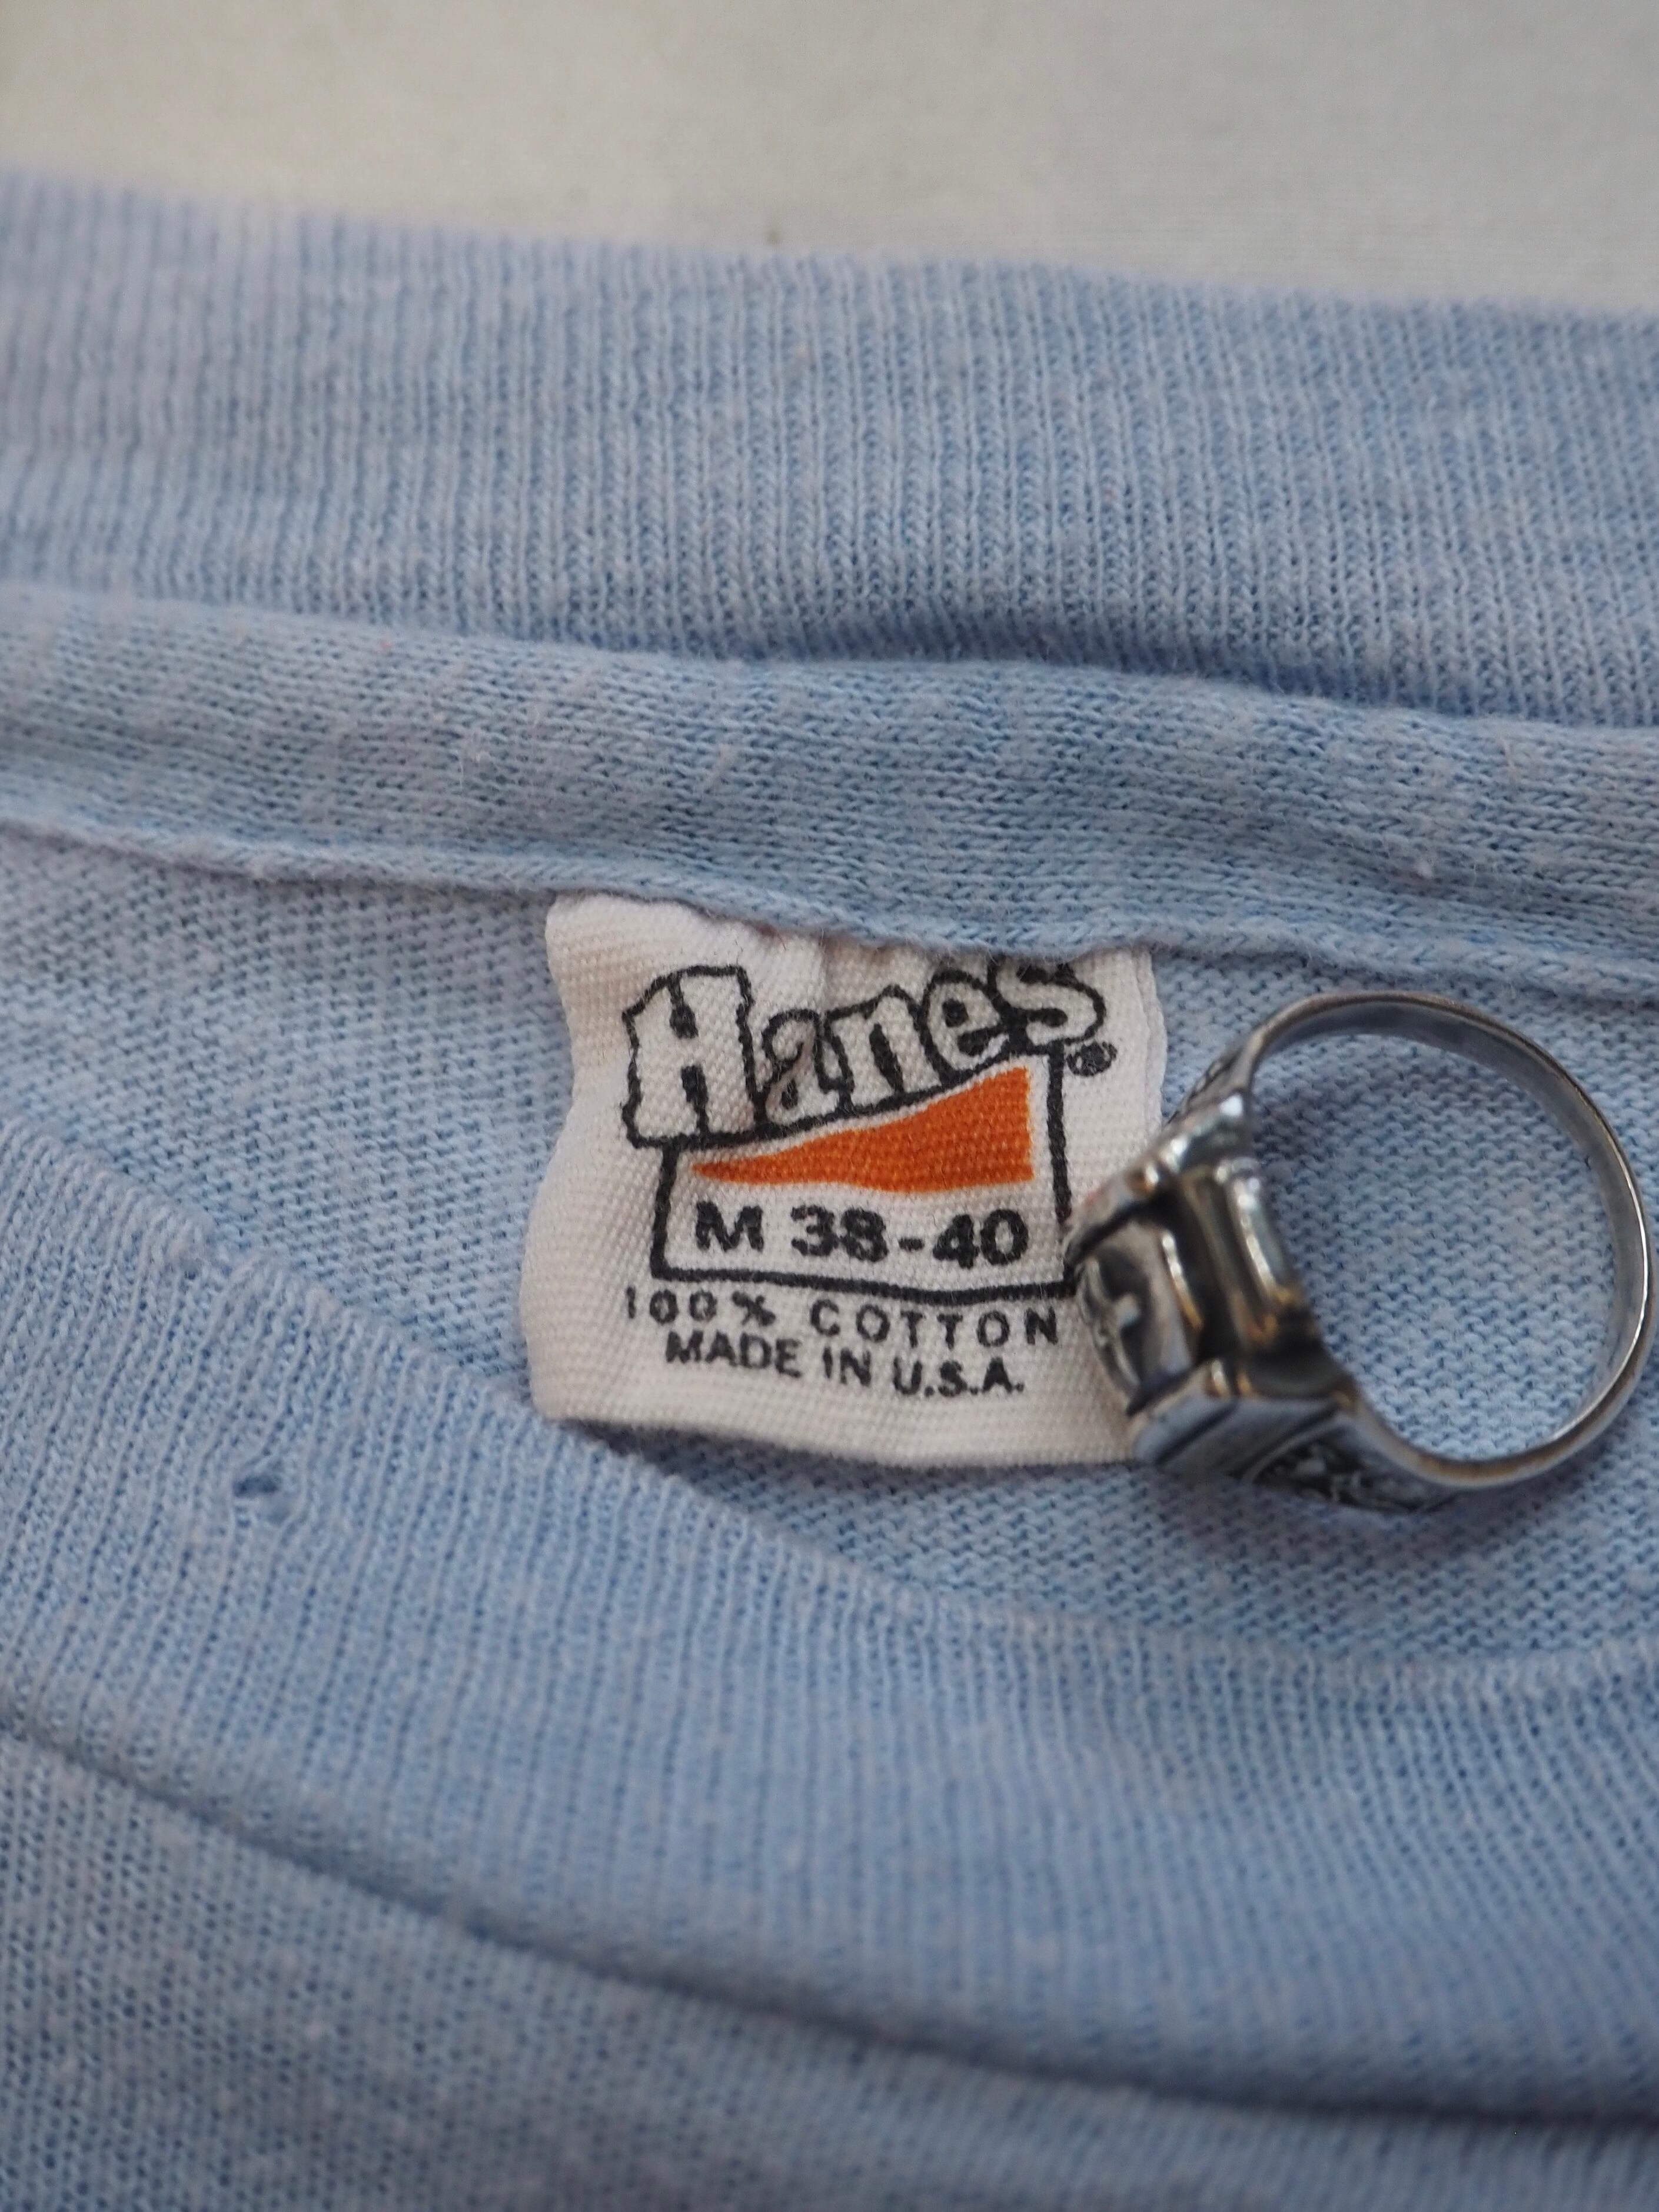 Hanes®
M 38-40
100% COTTON
MADE IN U.S.A.